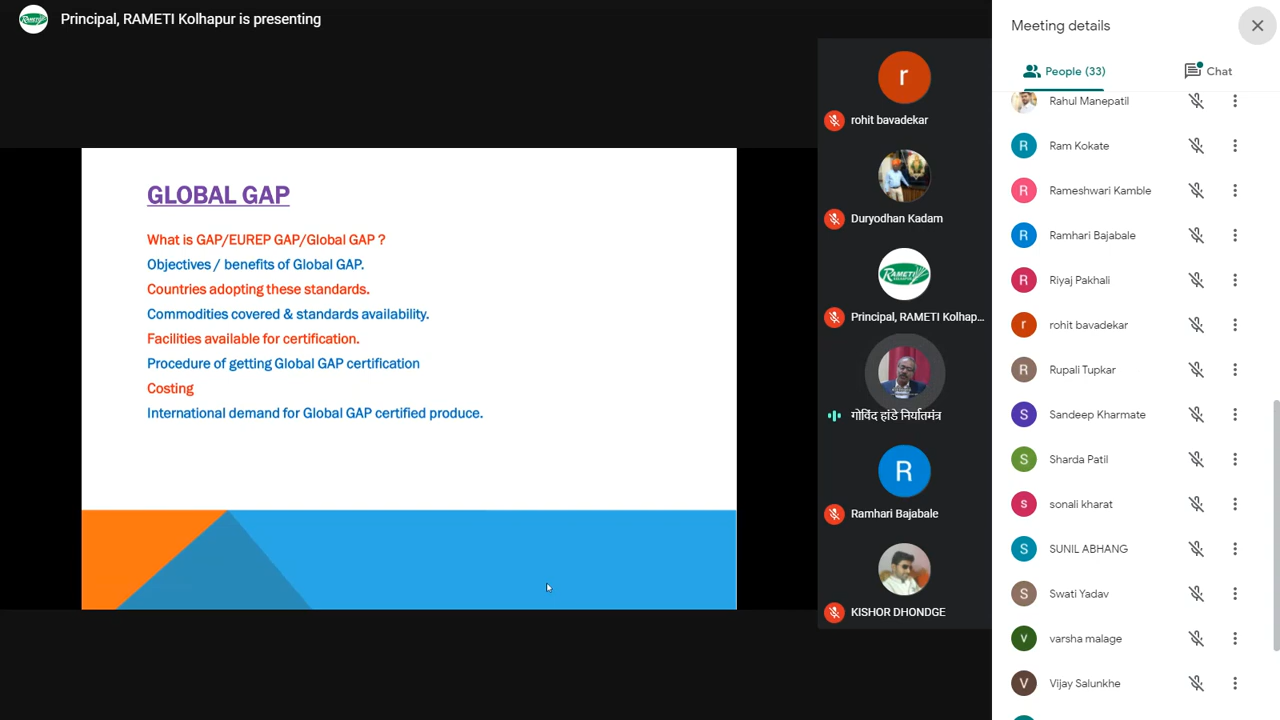 Principal, RAMETI Kolhapur is presenting
GLOBAL GAP
What is GAP/EUREP GAP/Global GAP ?
Objectives / benefits of Global GAP.
Countries adopting these standards.
Commodities covered & standards availability.
Facilities available for certification.
Procedure of getting Global GAP certification
Costing
International demand for Global GAP certified produce.
r
rohit bavadekar
Duryodhan Kadam
RAMETI
Principal, RAMETI Kolhap...
गोविंद हांडे निर्यातमंत्र
R
Ramhari Bajabale
KISHOR DHONDGE
Meeting details
People (33)
Chat
Rahul Manepatil
R Ram Kokate
R Rameshwari Kamble
R Ramhari Bajabale
R Riyaj Pakhali
r rohit bavadekar
R Rupali Tupkar
S Sandeep Kharmate
S Sharda Patil
s sonali kharat
S SUNIL ABHANG
S Swati Yadav
v varsha malage
V Vijay Salunkhe